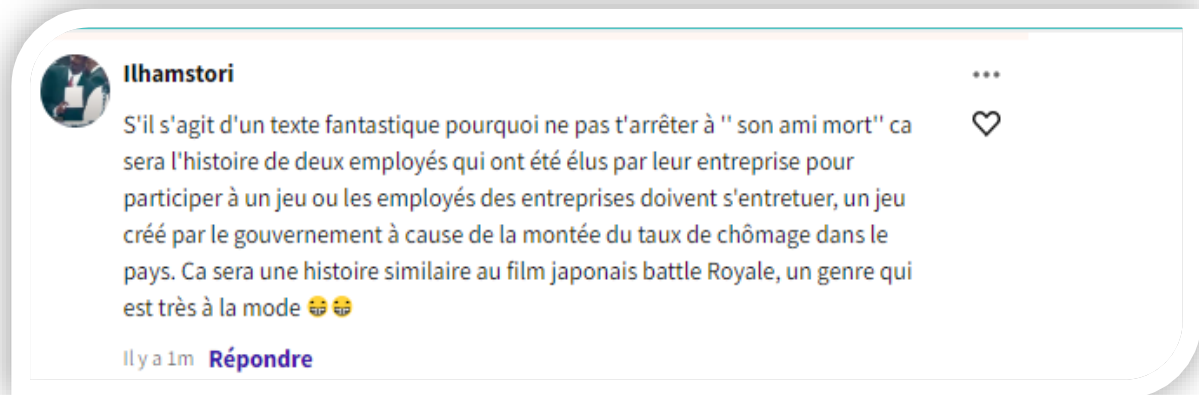 Ilhamstori
S'il s'agit d'un texte fantastique pourquoi ne pas t'arrêter à '' son ami mort'' ca
sera l'histoire de deux employés qui ont été élus par leur entreprise pour
participer à un jeu ou les employés des entreprises doivent s'entretuer, un jeu
créé par le gouvernement à cause de la montée du taux de chômage dans le
pays. Ca sera une histoire similaire au film japonais battle Royale, un genre qui
est très à la mode 😂😂
Il y a 1m Répondre